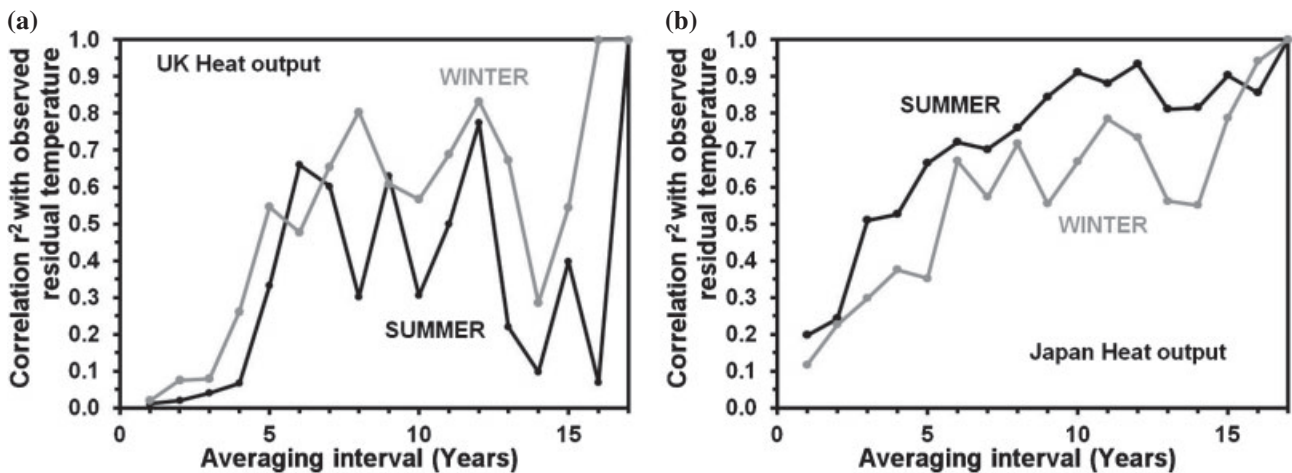 (a)
UK Heat output
WINTER
SUMMER
Correlation r² with observed
residual temperature
1.0
0.9
0.8
0.7
0.6
0.5
0.4
0.3
0.2
0.1
0.0
0 5 10 15
Averaging interval (Years)
(b)
SUMMER
WINTER
Japan Heat output
Correlation r² with observed
residual temperature
1.0
0.9
0.8
0.7
0.6
0.5
0.4
0.3
0.2
0.1
0.0
0 5 10 15
Averaging interval (Years)